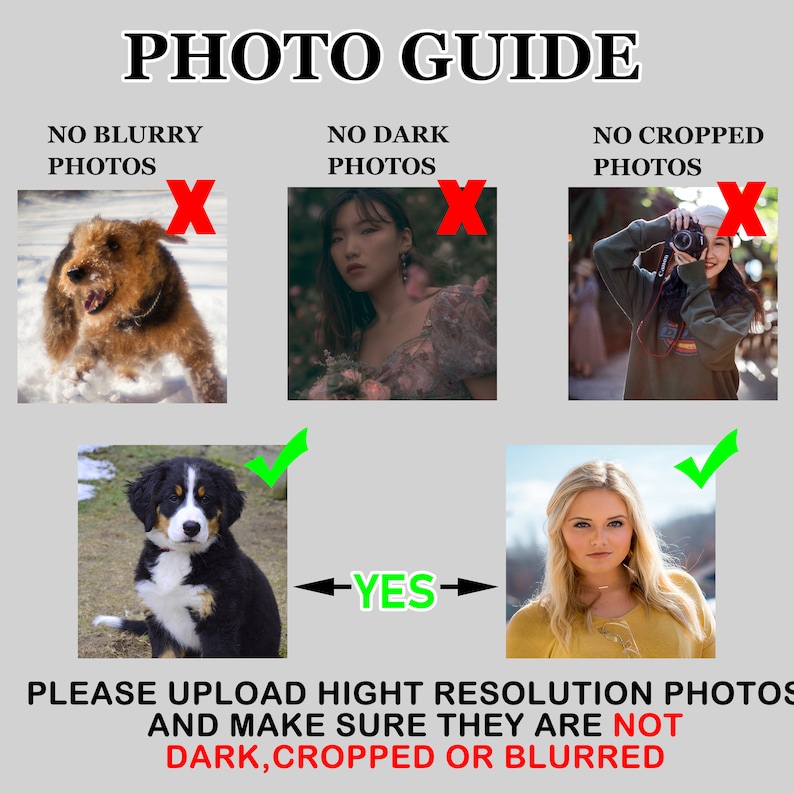 PHOTO GUIDE
NO BLURRY
PHOTOS
NO DARK
PHOTOS
NO CROPPED
PHOTOS
X
X
X
Canon
YES
PLEASE UPLOAD HIGHT RESOLUTION PHOTOS
AND MAKE SURE THEY ARE NOT
DARK,CROPPED OR BLURRED